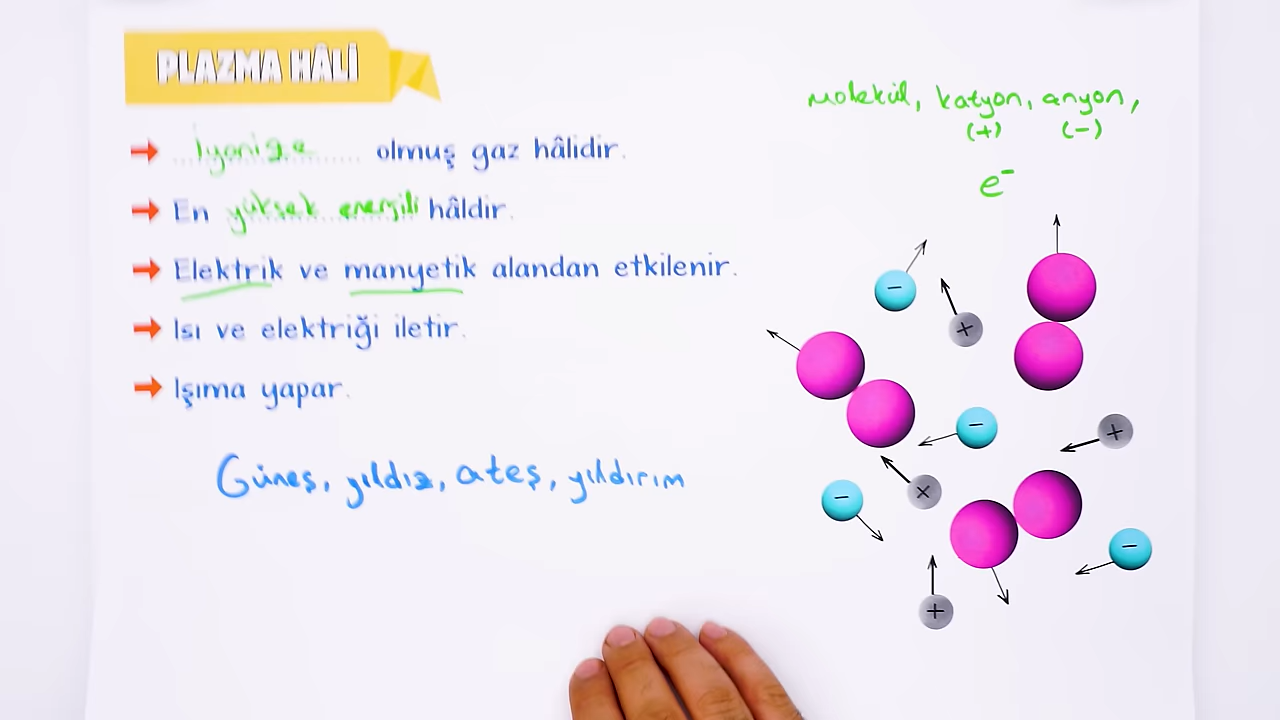 PLAZMA HÂLİ
İyonize olmuş gaz hâlidir.
En yüksek enerjili hâldir.
Elektrik ve manyetik alandan etkilenir.
Isı ve elektriği iletir.
Işıma yapar.
Güneş, yıldız, ateş, yıldırım
molekül, katyon, anyon,
(+) (-)
e⁻
- +
-
+
- +
-
+